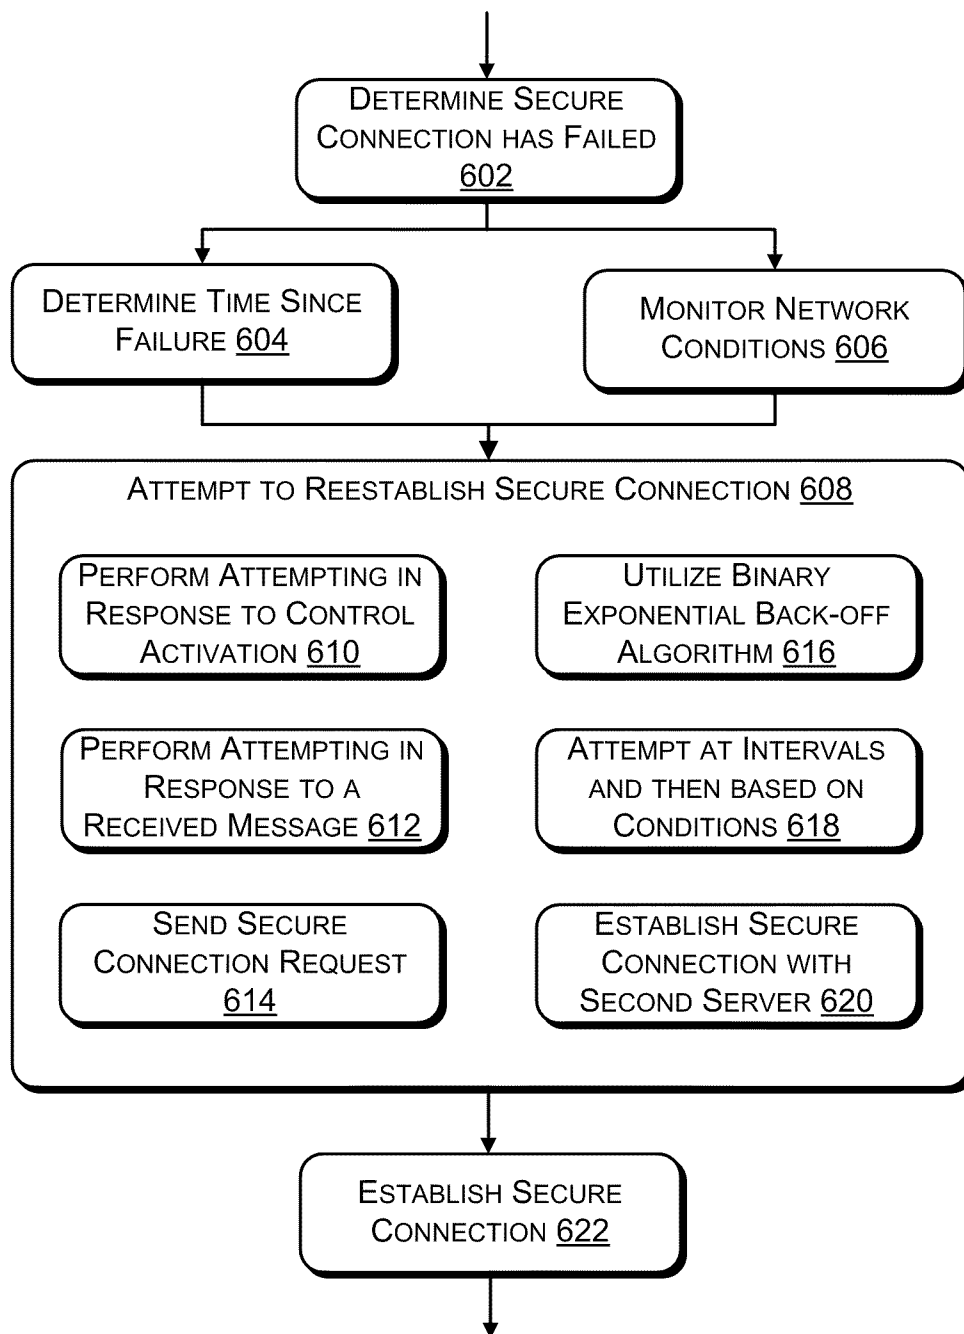 DETERMINE SECURE
CONNECTION HAS FAILED
602
DETERMINE TIME SINCE
FAILURE 604
MONITOR NETWORK
CONDITIONS 606
ATTEMPT TO REESTABLISH SECURE CONNECTION 608
PERFORM ATTEMPTING IN
RESPONSE TO CONTROL
ACTIVATION 610
UTILIZE BINARY
EXPONENTIAL BACK-OFF
ALGORITHM 616
PERFORM ATTEMPTING IN
RESPONSE TO A
RECEIVED MESSAGE 612
ATTEMPT AT INTERVALS
AND THEN BASED ON
CONDITIONS 618
SEND SECURE
CONNECTION REQUEST
614
ESTABLISH SECURE
CONNECTION WITH
SECOND SERVER 620
ESTABLISH SECURE
CONNECTION 622